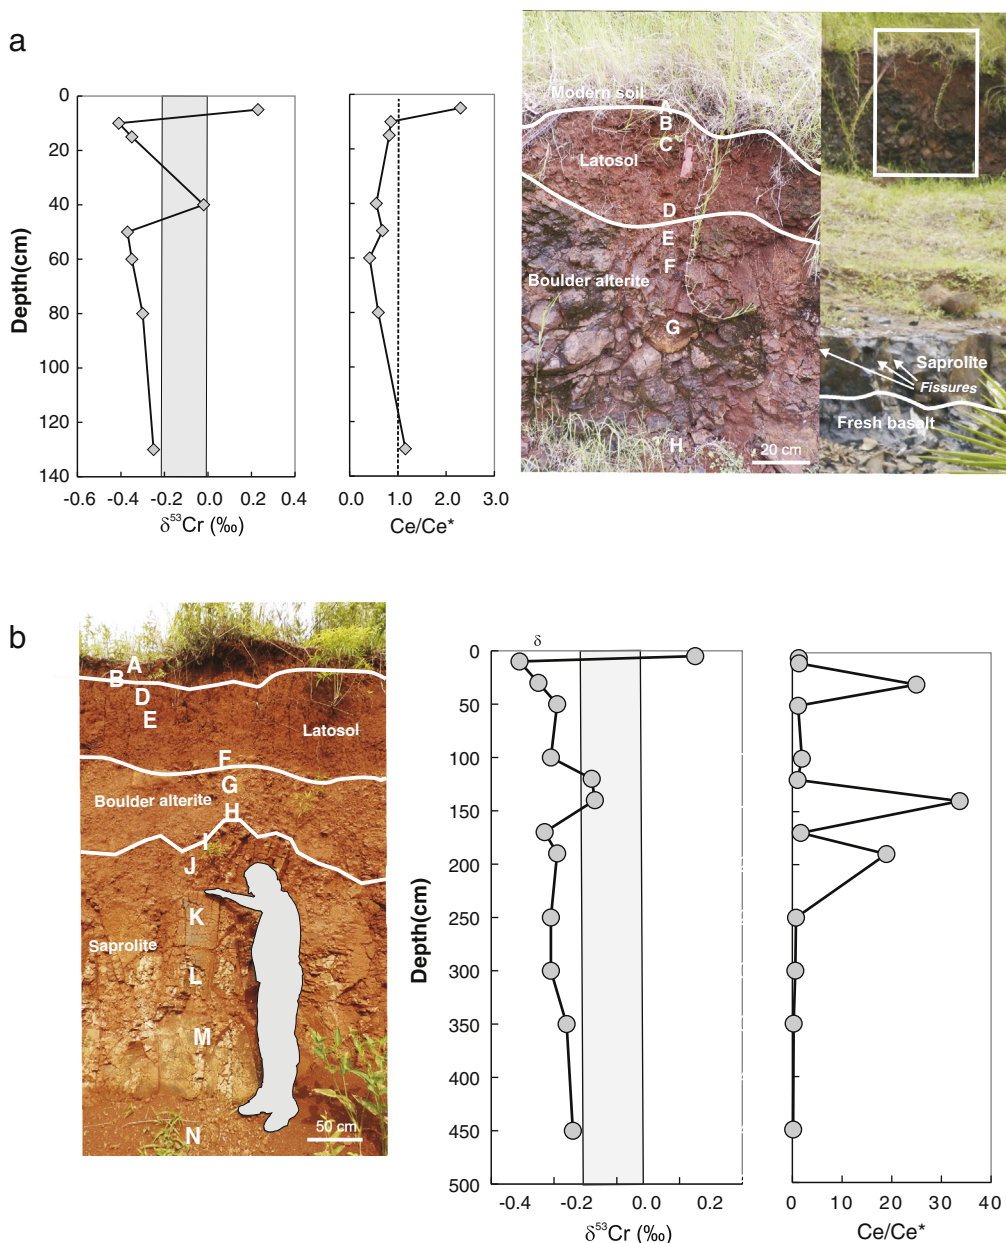 a
0
20
40
60
80
100
120
140
Depth(cm)
-0.6 -0.4 -0.2 0.0 0.2 0.4
δ⁵³Cr (‰)
0.0 1.0 2.0 3.0
Ce/Ce*
Modern soil
A
B
C
Latosol
D
E
F
Boulder alterite
G
H
20 cm
Saprolite
Fissures
Fresh basalt
b
A
B
D
E
Latosol
F
G
Boulder alterite
H
I
J
K
Saprolite
L
M
N
50 cm
δ
0
50
100
150
200
250
300
350
400
450
500
Depth(cm)
-0.4 -0.2 0.0 0.2
δ⁵³Cr (‰)
0 10 20 30 40
Ce/Ce*